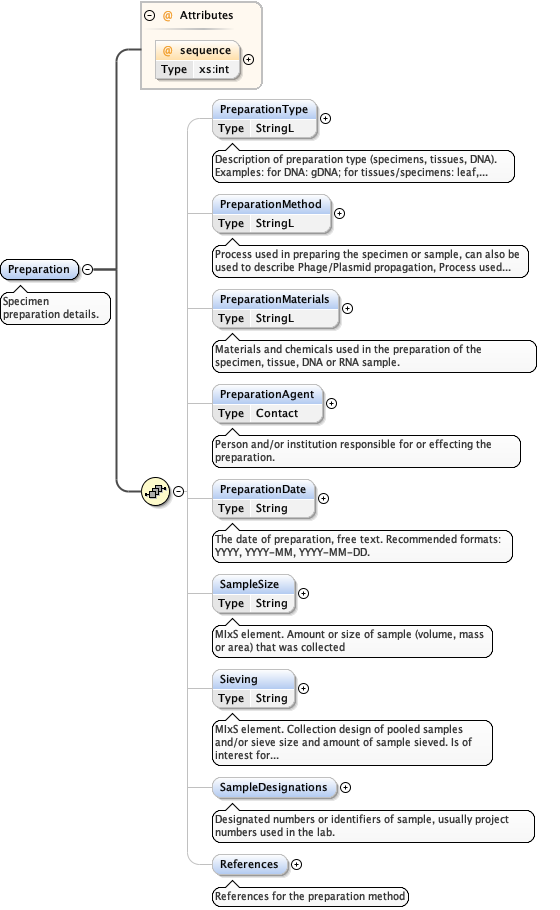 @ Attributes
@ sequence
Type xs:int
PreparationType
Type StringL
Description of preparation type (specimens, tissues, DNA).
Examples: for DNA: gDNA; for tissues/specimens: leaf,...
PreparationMethod
Type StringL
Process used in preparing the specimen or sample, can also be
used to describe Phage/Plasmid propagation, Process used...
Preparation
Specimen
preparation details.
PreparationMaterials
Type StringL
Materials and chemicals used in the preparation of the
specimen, tissue, DNA or RNA sample.
PreparationAgent
Type Contact
Person and/or institution responsible for or effecting the
preparation.
PreparationDate
Type String
The date of preparation, free text. Recommended formats:
YYYY, YYYY-MM, YYYY-MM-DD.
SampleSize
Type String
MIxS element. Amount or size of sample (volume, mass
or area) that was collected
Sieving
Type String
MIxS element. Collection design of pooled samples
and/or sieve size and amount of sample sieved. Is of
interest for...
SampleDesignations
Designated numbers or identifiers of sample, usually project
numbers used in the lab.
References
References for the preparation method